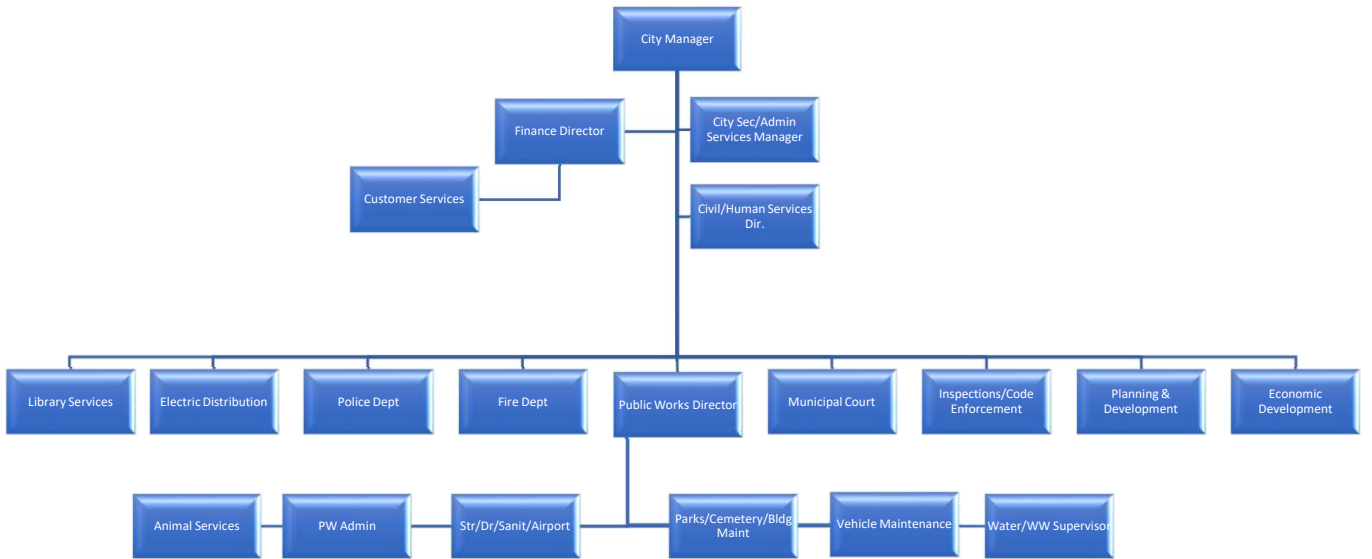 City Manager
Finance Director
City Sec/Admin
Services Manager
Customer Services
Civil/Human Services
Dir.
Library Services
Electric Distribution
Police Dept
Fire Dept
Public Works Director
Municipal Court
Inspections/Code
Enforcement
Planning &
Development
Economic
Development
Animal Services
PW Admin
Str/Dr/Sanit/Airport
Parks/Cemetery/Bldg
Maint
Vehicle Maintenance
Water/WW Supervisor